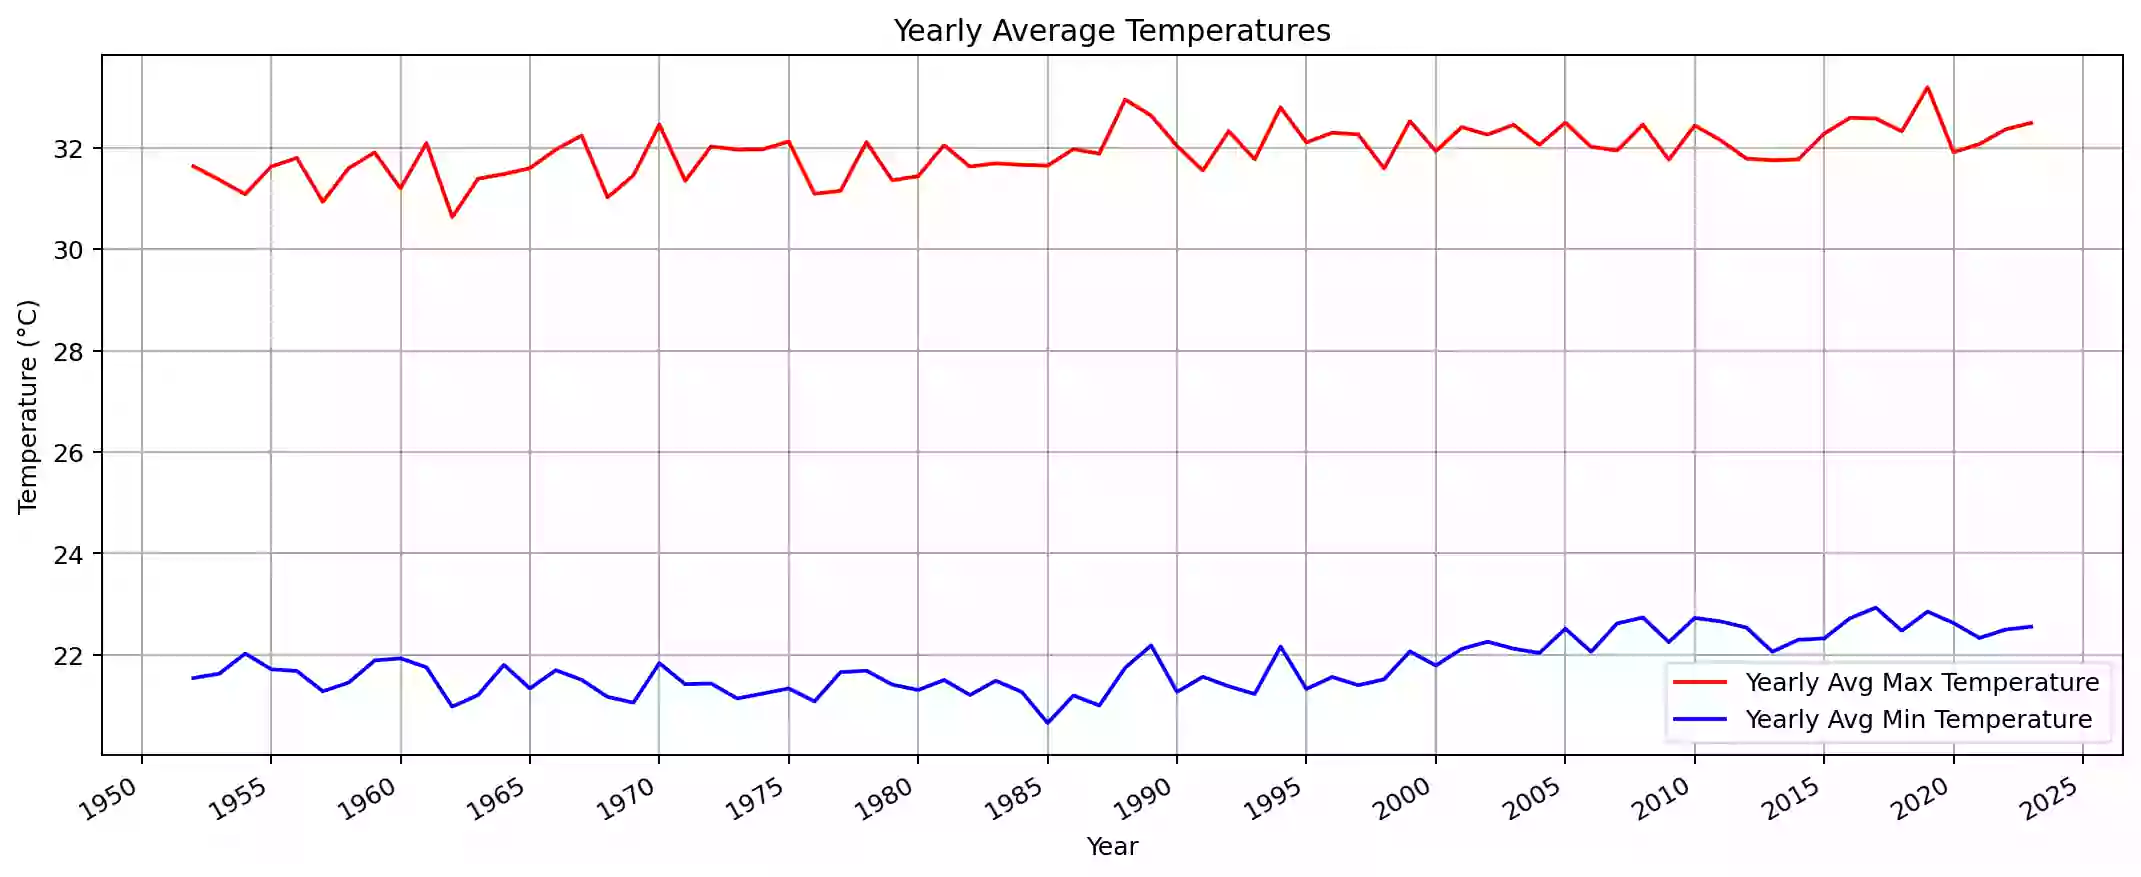 Yearly Average Temperatures
Temperature (°C)
32
30
28
26
24
22
Yearly Avg Max Temperature
Yearly Avg Min Temperature
1950 1955 1960 1965 1970 1975 1980 1985 1990 1995 2000 2005 2010 2015 2020 2025
Year